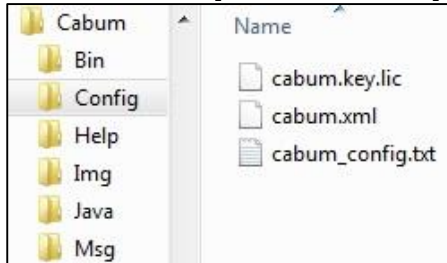 Cabum
Bin
Config
Help
Img
Java
Msg
Name
cabum.key.lic
cabum.xml
cabum_config.txt